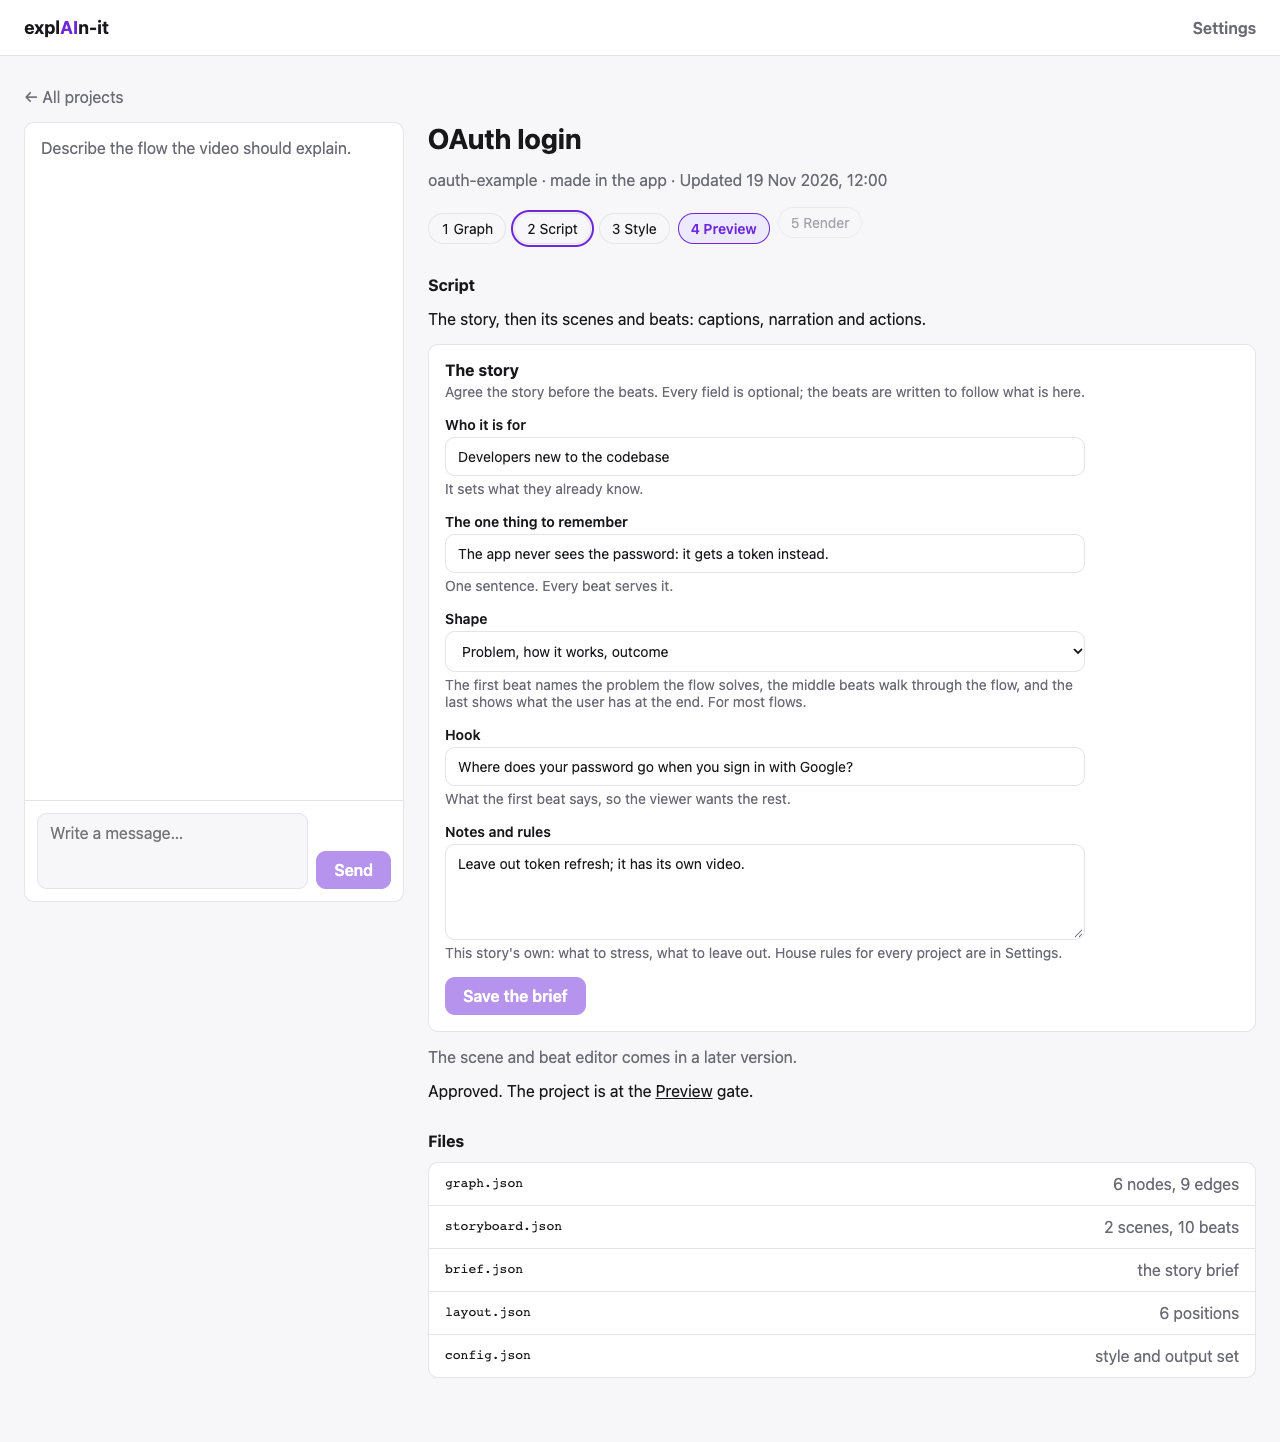 explAIn-it
Settings
← All projects
Describe the flow the video should explain.
Write a message...
Send
OAuth login
oauth-example · made in the app · Updated 19 Nov 2026, 12:00
1 Graph
2 Script
3 Style
4 Preview
5 Render
Script
The story, then its scenes and beats: captions, narration and actions.
The story
Agree the story before the beats. Every field is optional; the beats are written to follow what is here.
Who it is for
Developers new to the codebase
It sets what they already know.
The one thing to remember
The app never sees the password: it gets a token instead.
One sentence. Every beat serves it.
Shape
Problem, how it works, outcome
The first beat names the problem the flow solves, the middle beats walk through the flow, and the
last shows what the user has at the end. For most flows.
Hook
Where does your password go when you sign in with Google?
What the first beat says, so the viewer wants the rest.
Notes and rules
Leave out token refresh; it has its own video.
This story's own: what to stress, what to leave out. House rules for every project are in Settings.
Save the brief
The scene and beat editor comes in a later version.
Approved. The project is at the Preview gate.
Files
graph.json
6 nodes, 9 edges
storyboard.json
2 scenes, 10 beats
brief.json
the story brief
layout.json
6 positions
config.json
style and output set